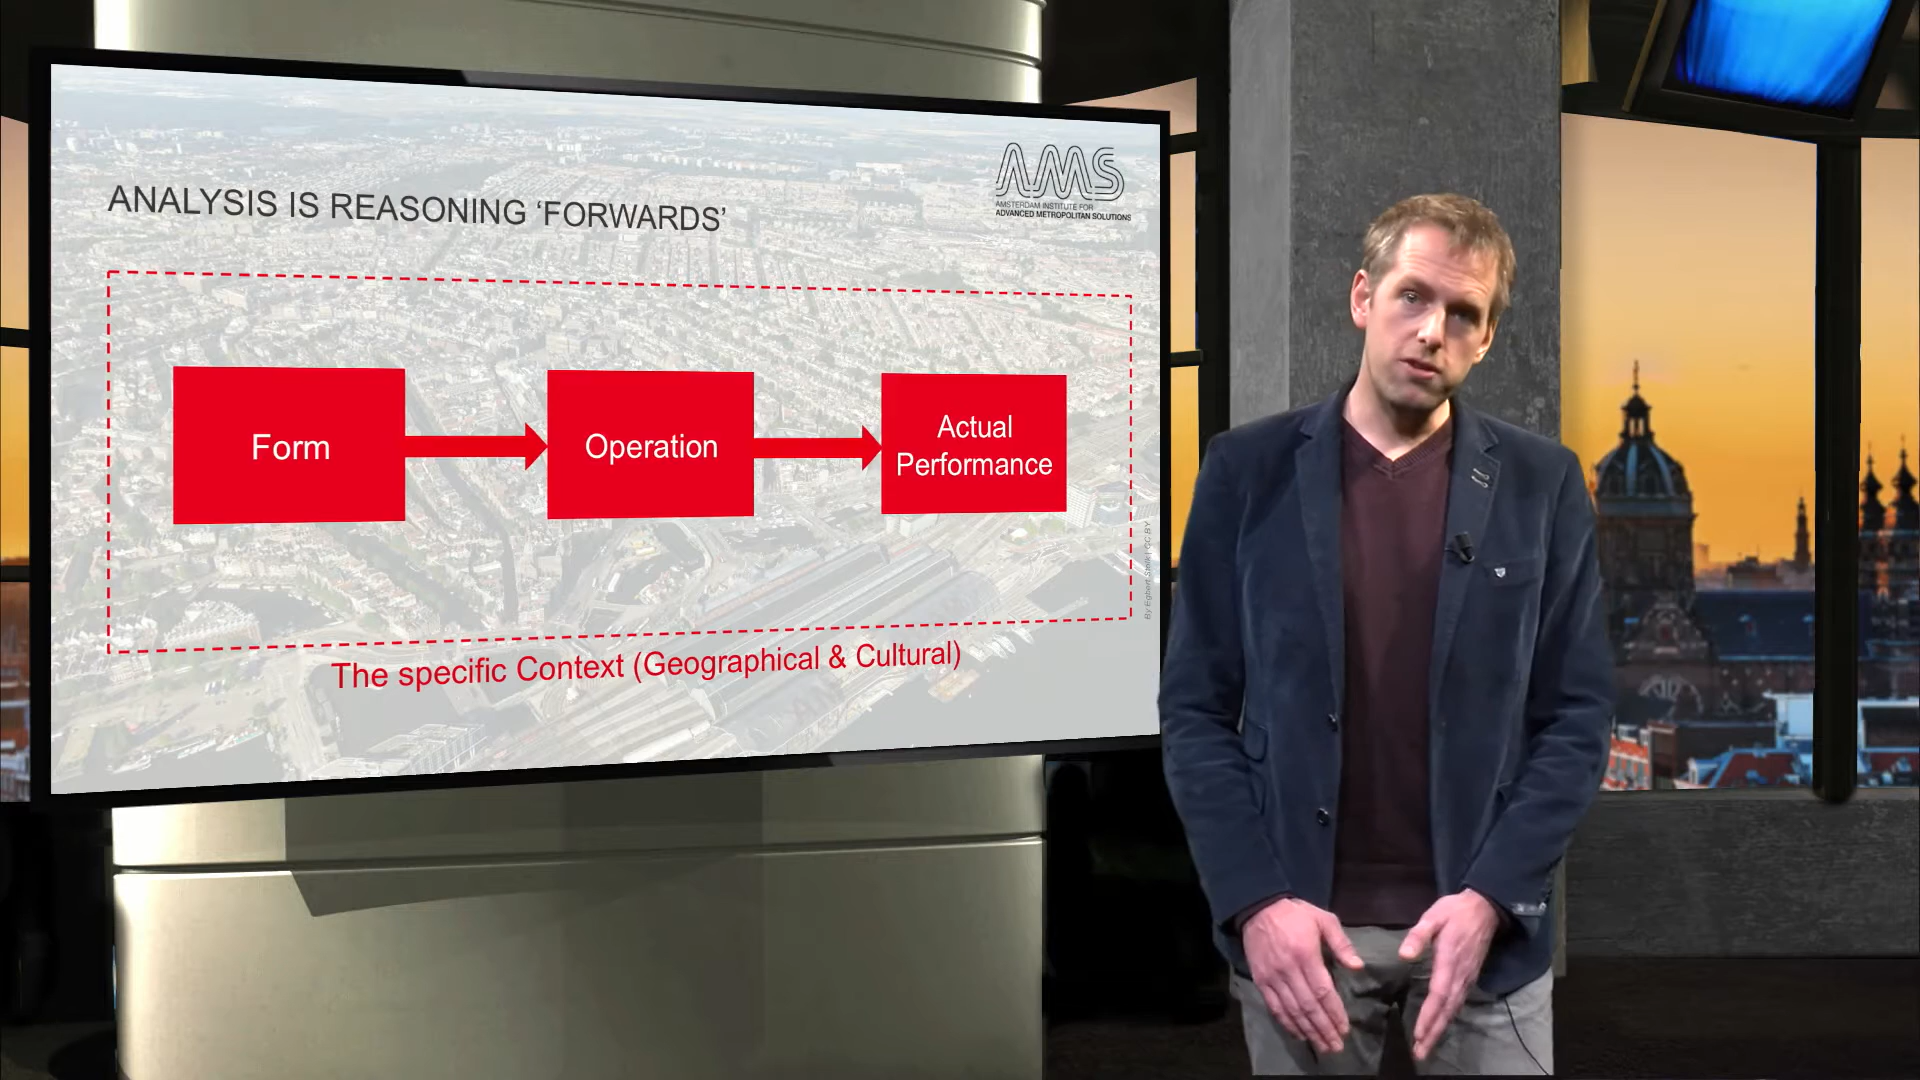 ANALYSIS IS REASONING ‘FORWARDS’
AMS
AMSTERDAM INSTITUTE FOR
ADVANCED METROPOLITAN SOLUTIONS
Form
Operation
Actual
Performance
The specific Context (Geographical & Cultural)